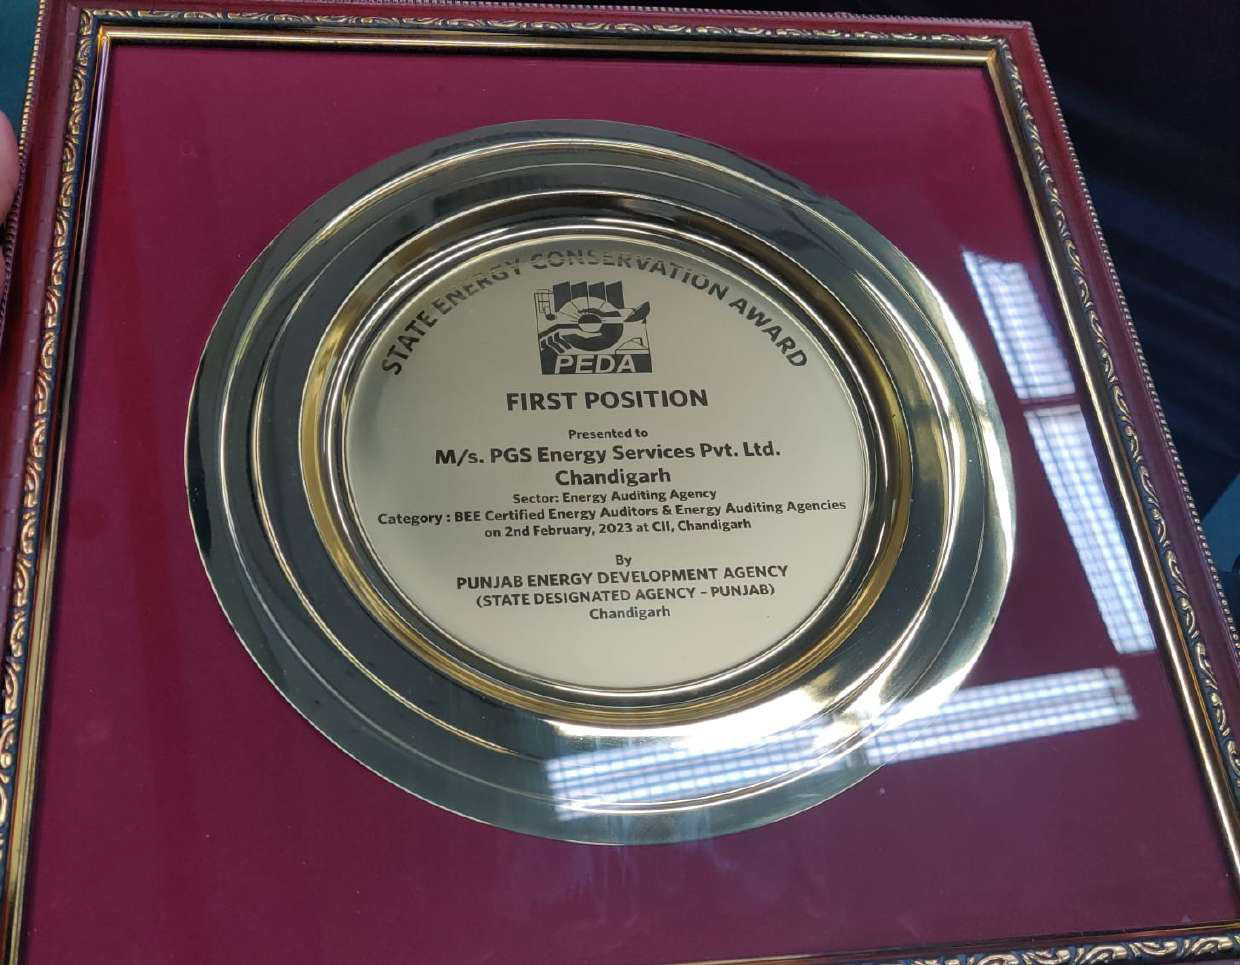 STATE ENERGY CONSERVATION AWARD
PEDA
FIRST POSITION
Presented to
M/s. PGS Energy Services Pvt. Ltd.
Chandigarh
Sector: Energy Auditing Agency
Category : BEE Certified Energy Auditors & Energy Auditing Agencies
on 2nd February, 2023 at CII, Chandigarh
By
PUNJAB ENERGY DEVELOPMENT AGENCY
(STATE DESIGNATED AGENCY - PUNJAB)
Chandigarh